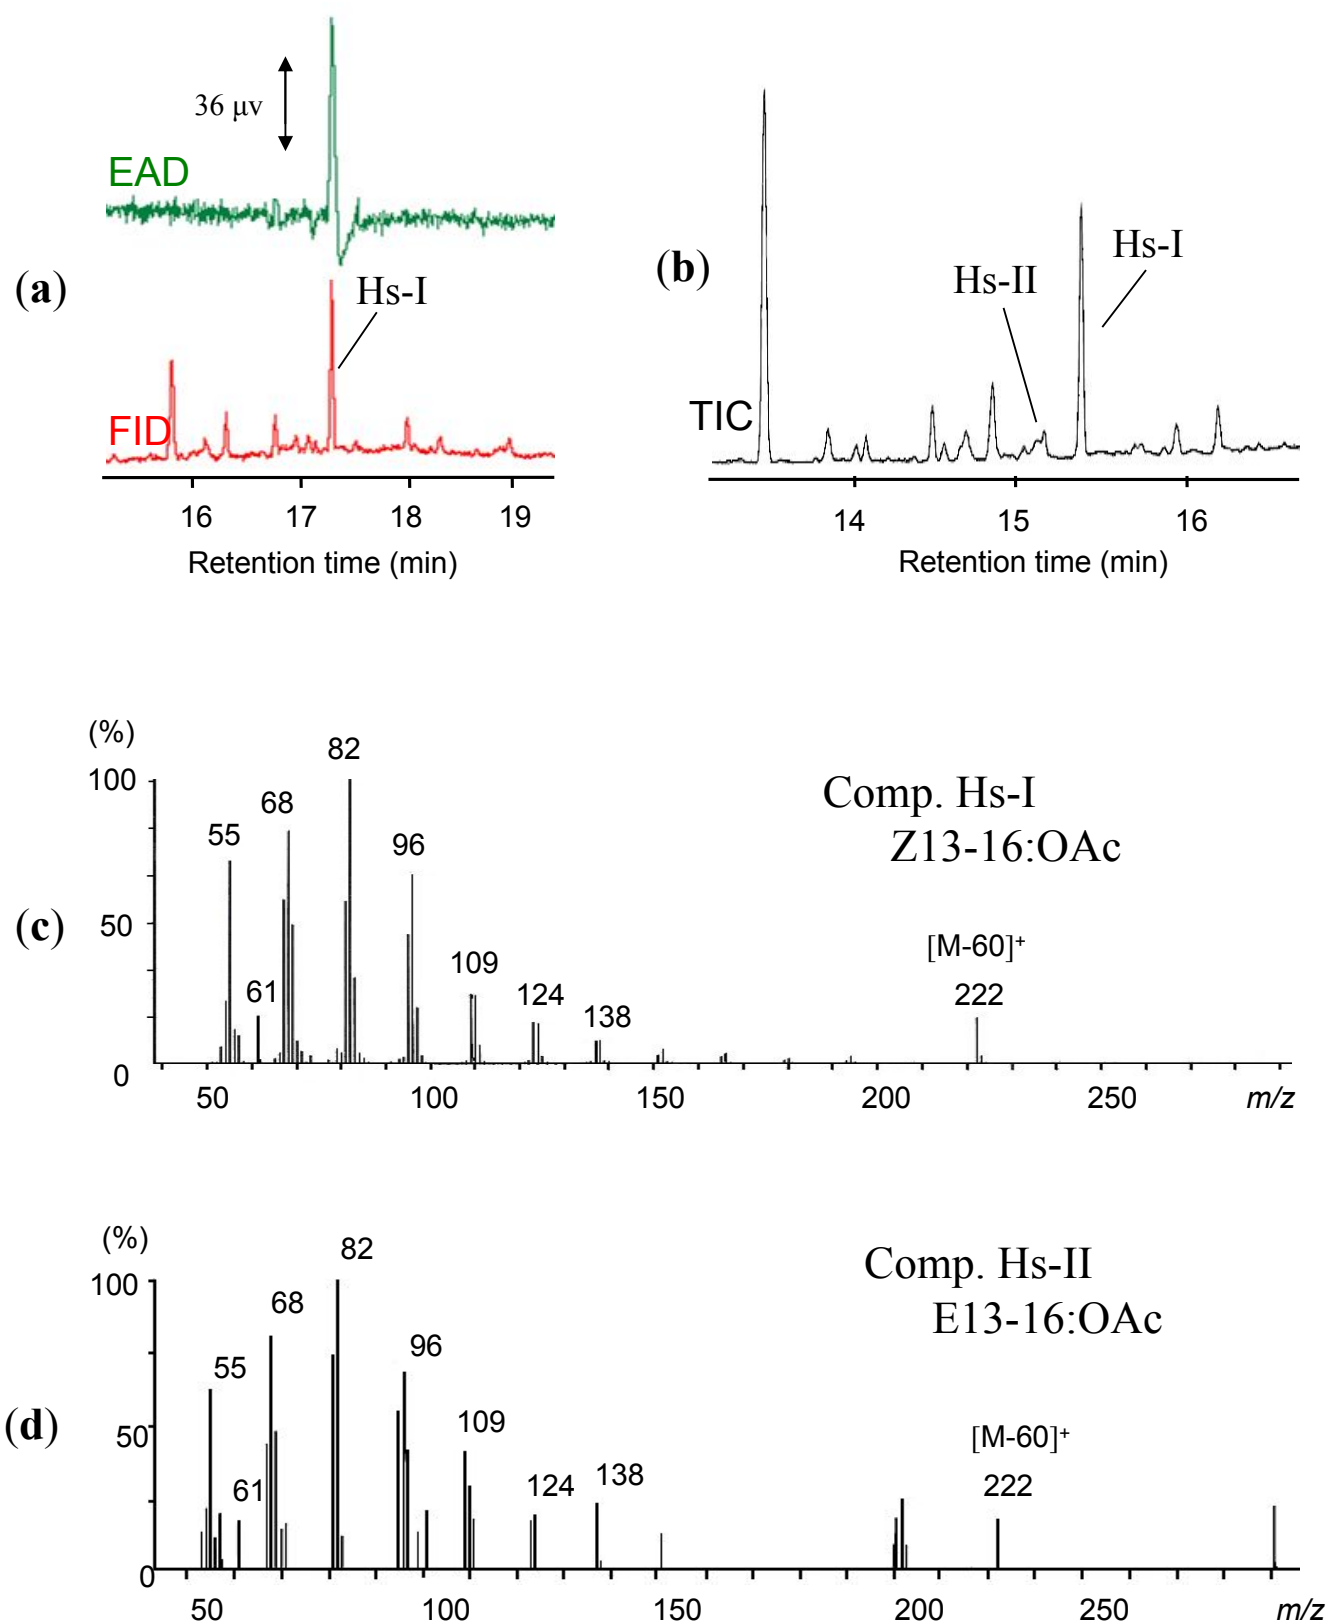 36 μv
EAD
(a)
Hs-I
FID
16 17 18 19
Retention time (min)
(b)
Hs-I
Hs-II
TIC
14 15 16
Retention time (min)
(%)
100
50
0
(c)
82
68
55
96
61
109
124
138
Comp. Hs-I
Z13-16:OAc
[M-60]+
222
50 100 150 200 250 m/z
(%)
100
50
0
(d)
82
68
55
96
61
109
124
138
Comp. Hs-II
E13-16:OAc
[M-60]+
222
50 100 150 200 250 m/z